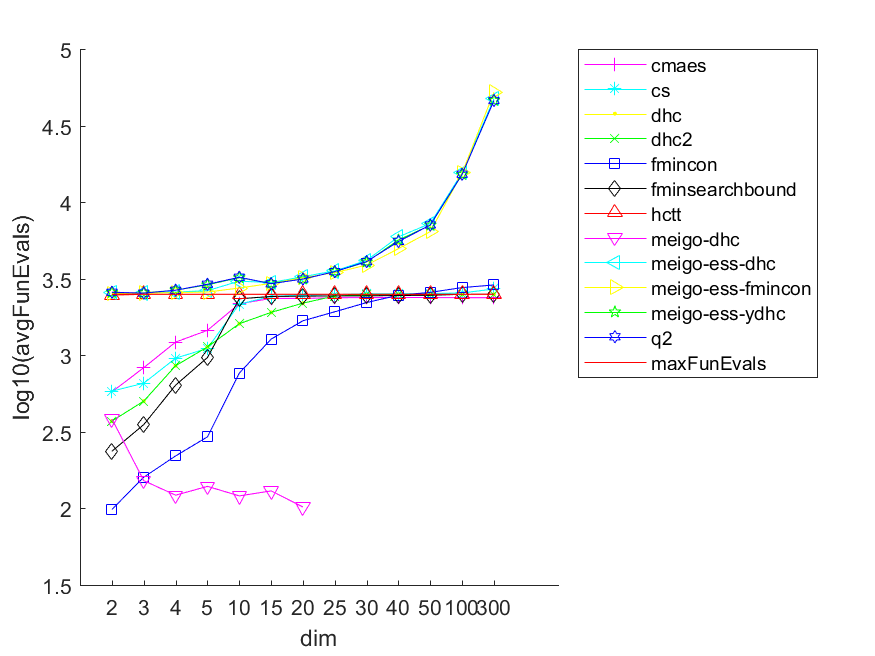 5
4.5
4
3.5
3
2.5
2
1.5
log10(avgFunEvals)
2 3 4 5 10 15 20 25 30 40 50 100 300
dim
cmaes
cs
dhc
dhc2
fmincon
fminsearchbound
hctt
meigo-dhc
meigo-ess-dhc
meigo-ess-fmincon
meigo-ess-ydhc
q2
maxFunEvals